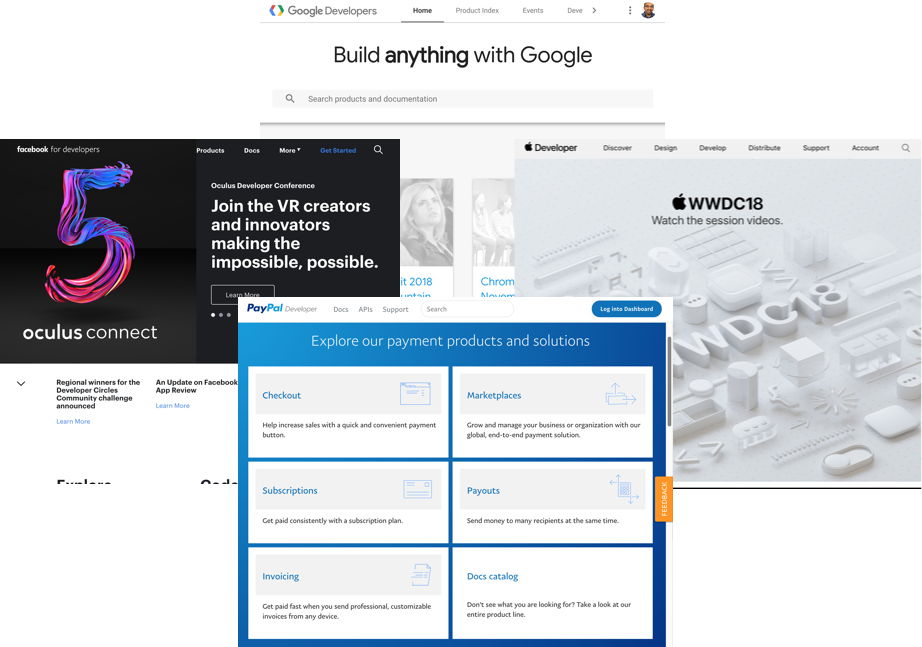 Google Developers
Home
Product Index
Events
Deve
Build anything with Google
Search products and documentation
facebook for developers
Products
Docs
More
Get Started
5
oculus connect
Oculus Developer Conference
Join the VR creators
and innovators
making the
impossible, possible.
Learn More
Regional winners for the
Developer Circles
Community challenge
announced
Learn More
An Update on Facebook
App Review
Learn More
it 2018
Chrom
Novem
Developer
Discover
Design
Develop
Distribute
Support
Account
WWDC18
Watch the session videos.
WWDC18
PayPal Developer
Docs
APIs
Support
Search
Log into Dashboard
Explore our payment products and solutions
Checkout
Help increase sales with a quick and convenient payment
button.
Marketplaces
Grow and manage your business or organization with our
global, end-to-end payment solution.
Subscriptions
Get paid consistently with a subscription plan.
Payouts
Send money to many recipients at the same time.
Invoicing
Get paid fast when you send professional, customizable
invoices from any device.
Docs catalog
Don't see what you are looking for? Take a look at our
entire product line.
FEEDBACK